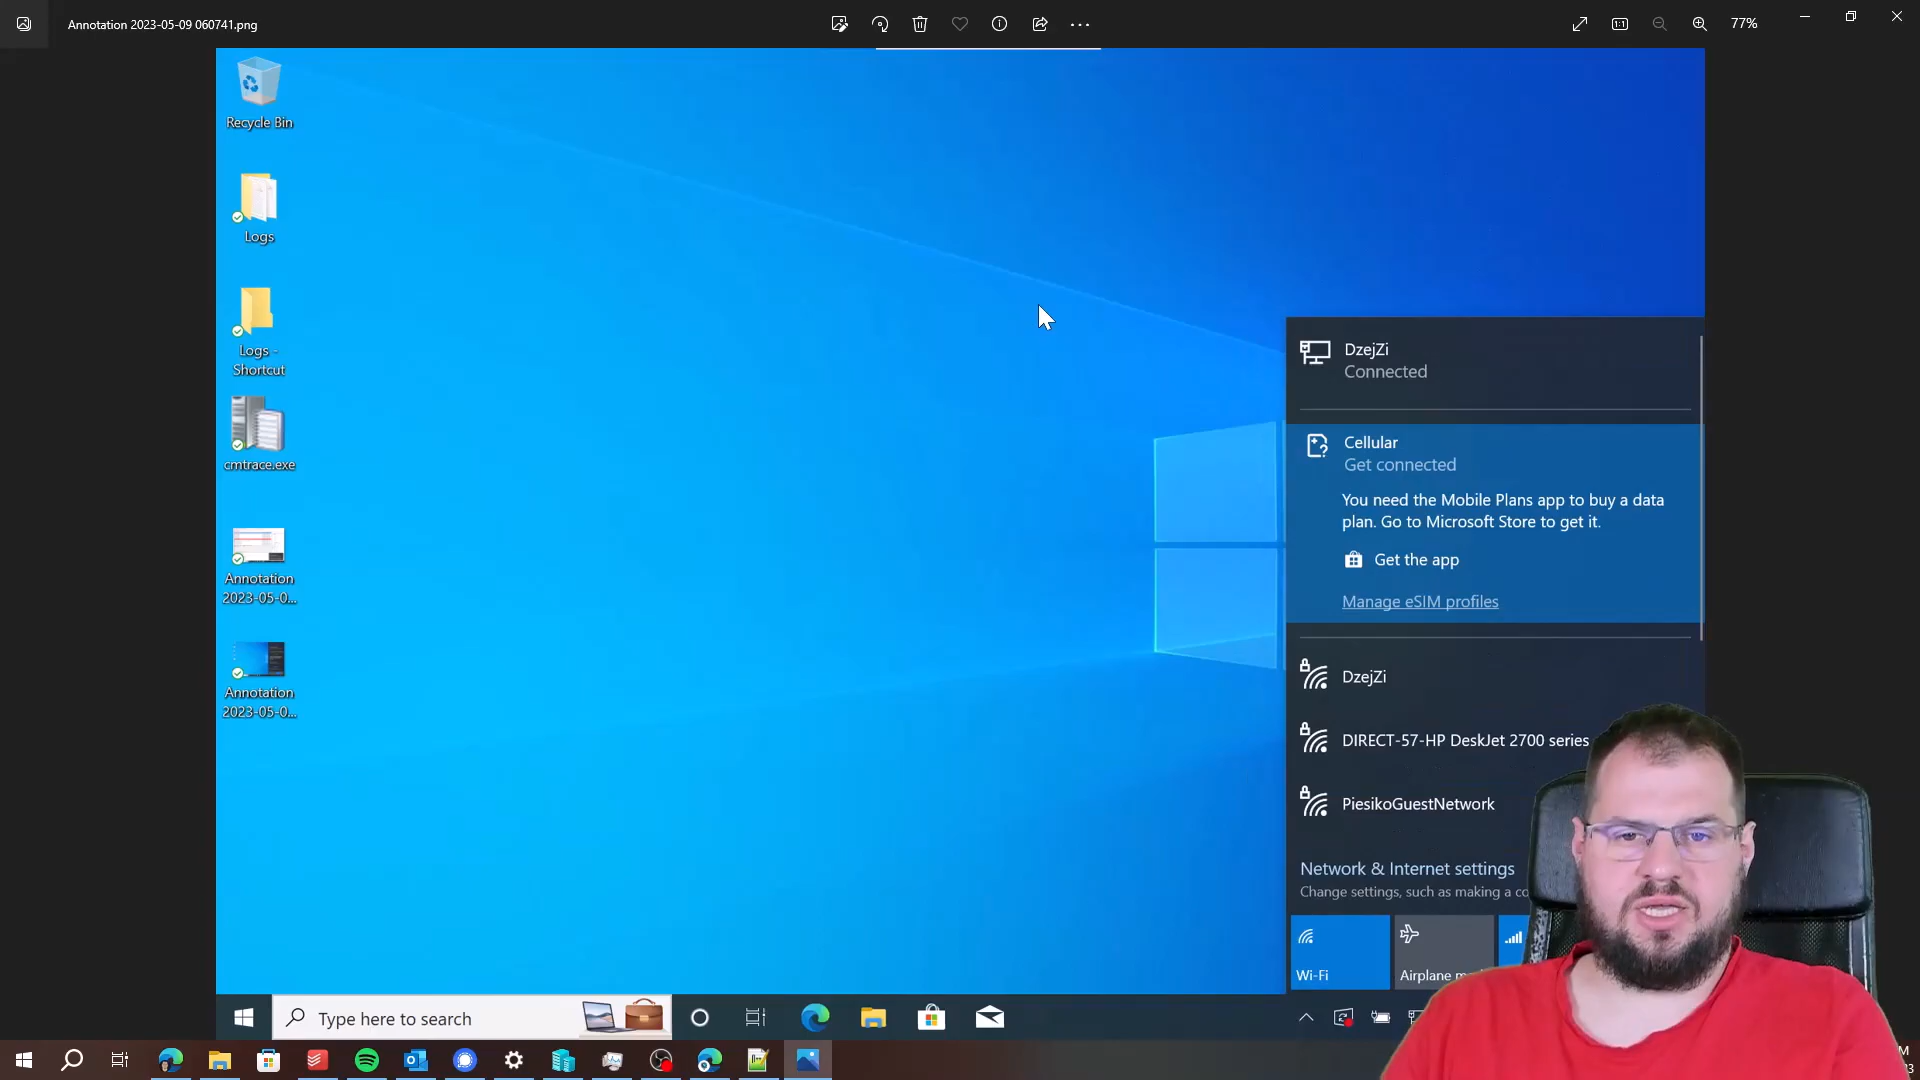 Annotation 2023-05-09 060741.png
77%
Recycle Bin
Logs
Logs -
Shortcut
cmtrace.exe
Annotation
2023-05-0...
Annotation
2023-05-0...
DzejZi
Connected
Cellular
Get connected
You need the Mobile Plans app to buy a data
plan. Go to Microsoft Store to get it.
Get the app
Manage eSIM profiles
DzejZi
DIRECT-57-HP DeskJet 2700 series
PiesikoGuestNetwork
Network & Internet settings
Change settings, such as making a co
Wi-Fi
Airplane m
Type here to search